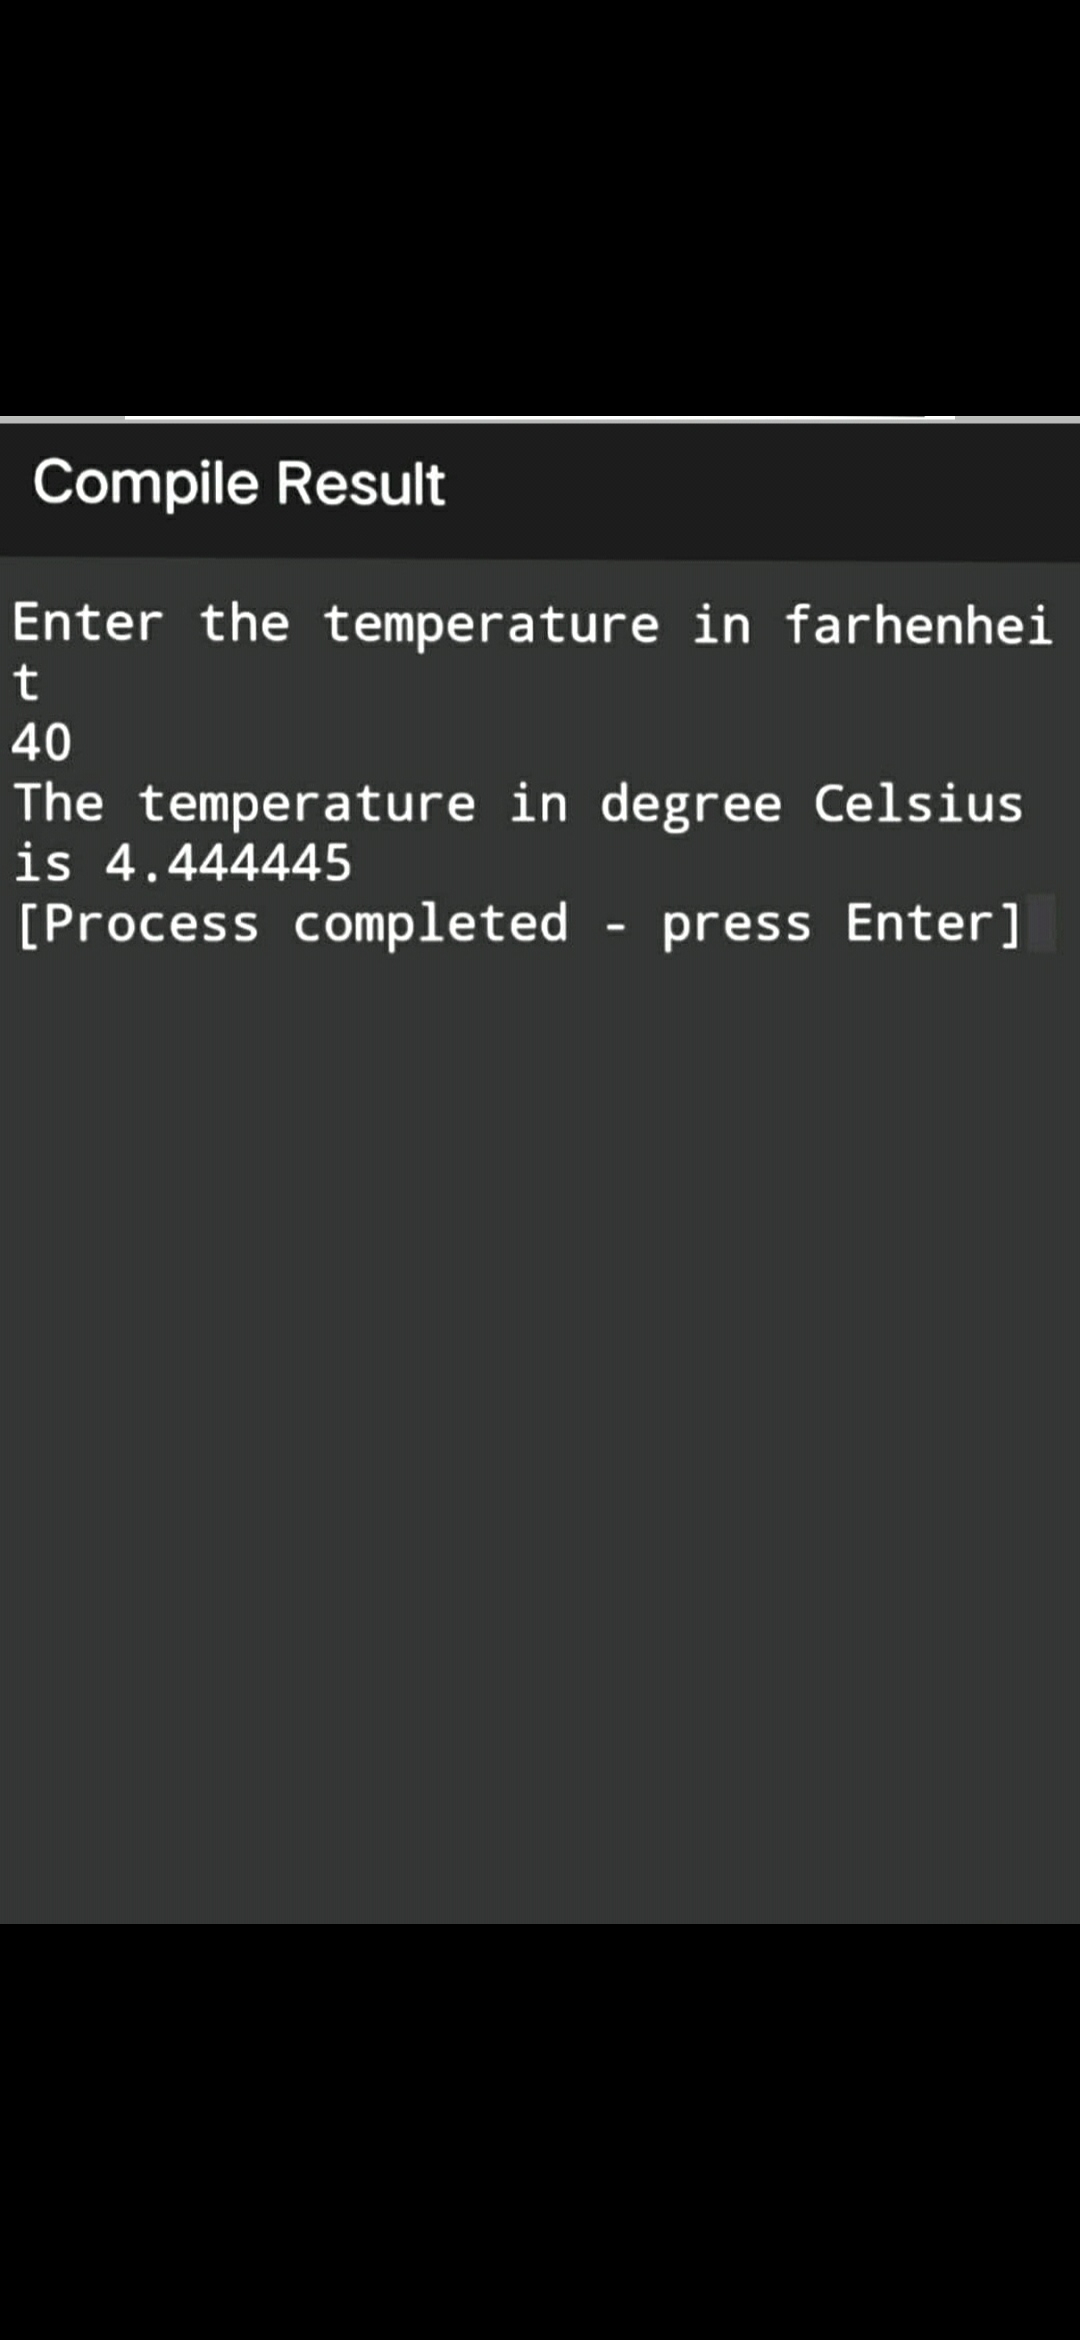 Compile Result
Enter the temperature in farhenhei
t
40
The temperature in degree Celsius
is 4.444445
[Process completed - press Enter]